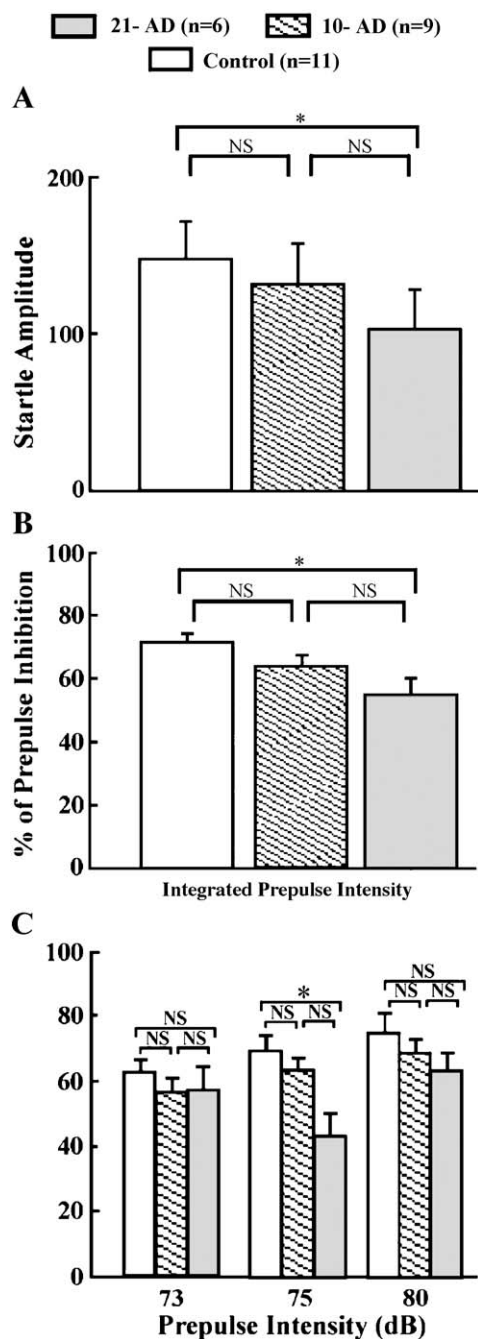 21- AD (n=6) 10- AD (n=9)
Control (n=11)
A
*
NS NS
200
100
0
Startle Amplitude
B
*
NS NS
100
80
60
40
20
0
% of Prepulse Inhibition
Integrated Prepulse Intensity
C
NS
NS NS
*
NS NS
NS
NS NS
100
80
60
40
20
0
73 75 80
Prepulse Intensity (dB)